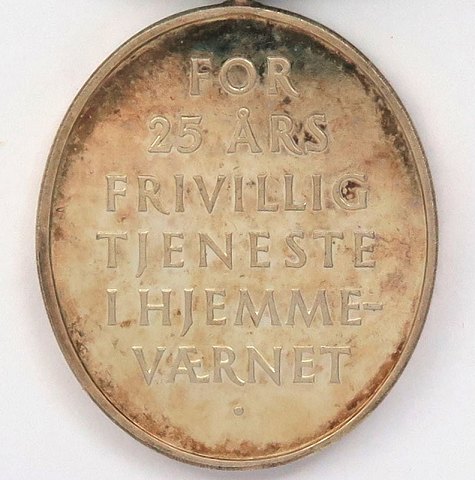 FOR
25 ÅRS
FRIVILLIG
TJENESTE
I HJEMME-
VÆRNET